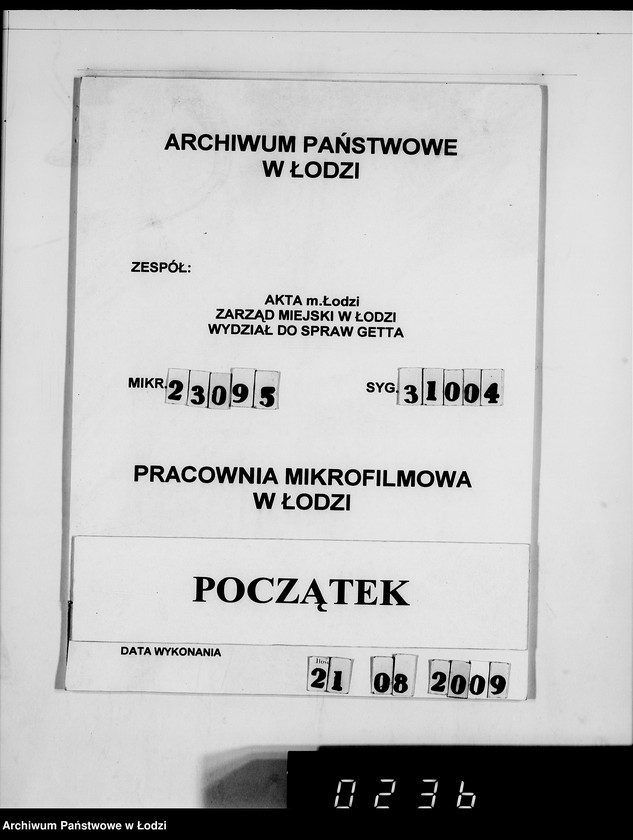 ARCHIWUM PAŃSTWOWE
W ŁODZI
ZESPÓŁ:
AKTA m.Łodzi
ZARZĄD MIEJSKI W ŁODZI
WYDZIAŁ DO SPRAW GETTA
MIKR. 23095 SYG. 31004
PRACOWNIA MIKROFILMOWA
W ŁODZI
POCZĄTEK
DATA WYKONANIA
21 08 2009
0236
Archiwum Państwowe w Łodzi